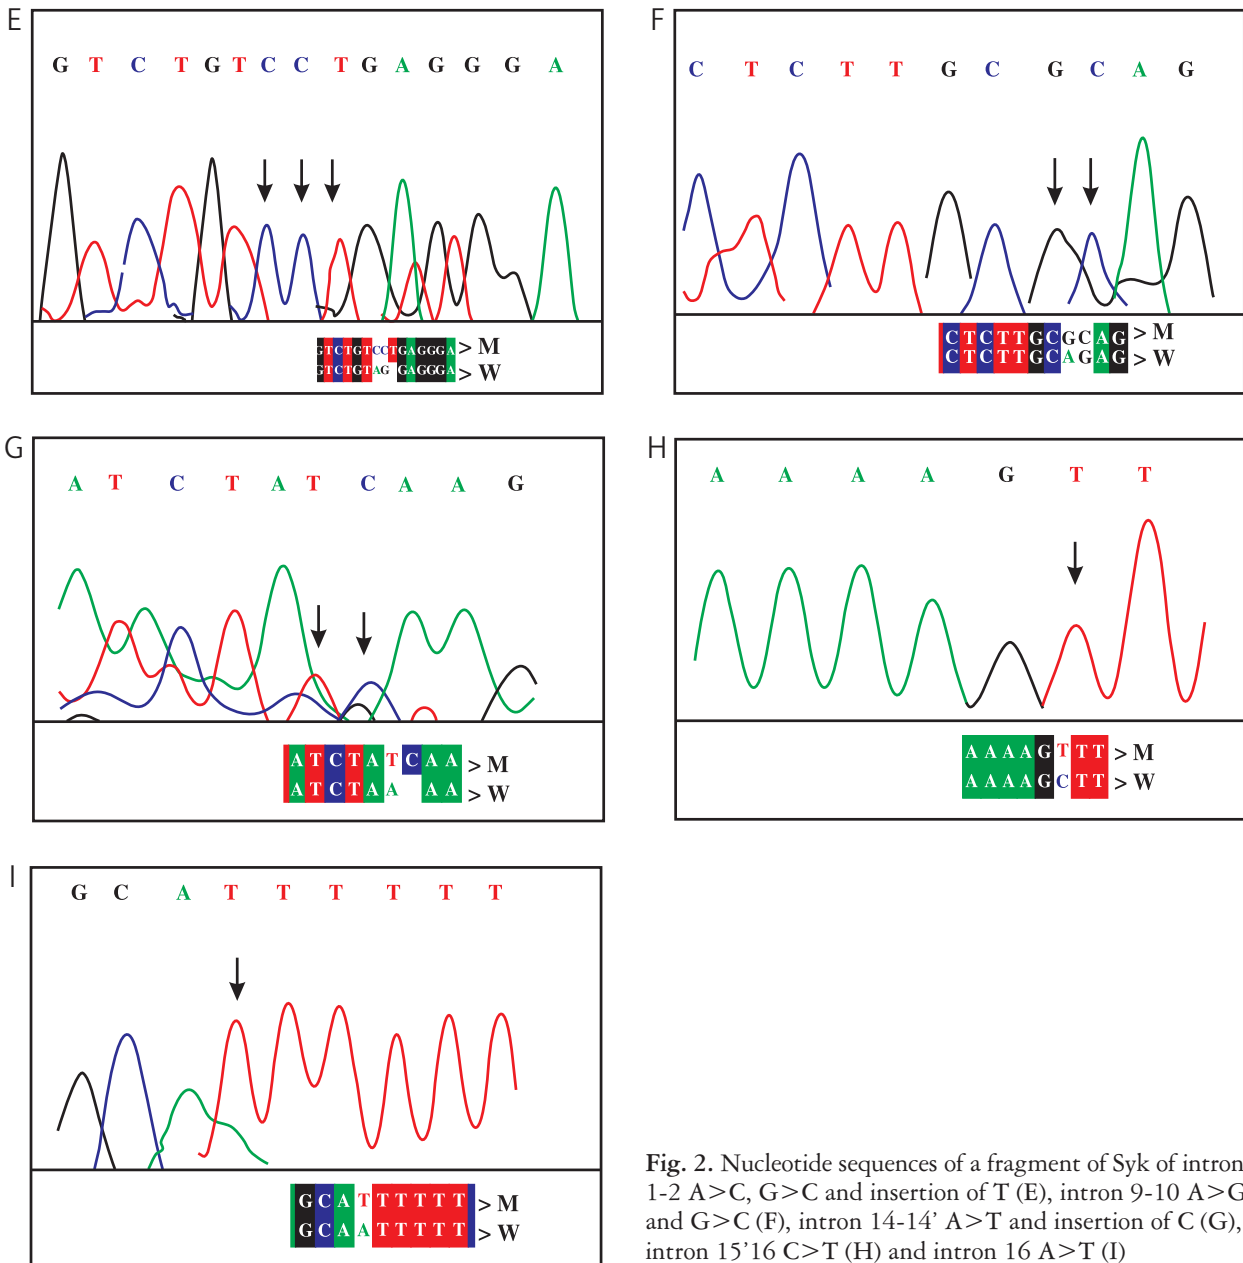 E
G T C T G T C C T G A G G G A
GTCTGTCCTGAGGGA > M
GTCTGTAG GAGGGA > W
F
C T C T T G C G C A G
CTCTTGCGCAG > M
CTCTTGCAGAG > W
G
A T C T A T C A A G
ATCTATCAA > M
ATCTAA AA > W
H
A A A A G T T
AAAAGTTT > M
AAAAGCTT > W
I
G C A T T T T T T
GCATTTTTT > M
GCAATTTTT > W
Fig. 2. Nucleotide sequences of a fragment of Syk of intron
1-2 A>C, G>C and insertion of T (E), intron 9-10 A>G
and G>C (F), intron 14-14’ A>T and insertion of C (G),
intron 15’16 C>T (H) and intron 16 A>T (I)